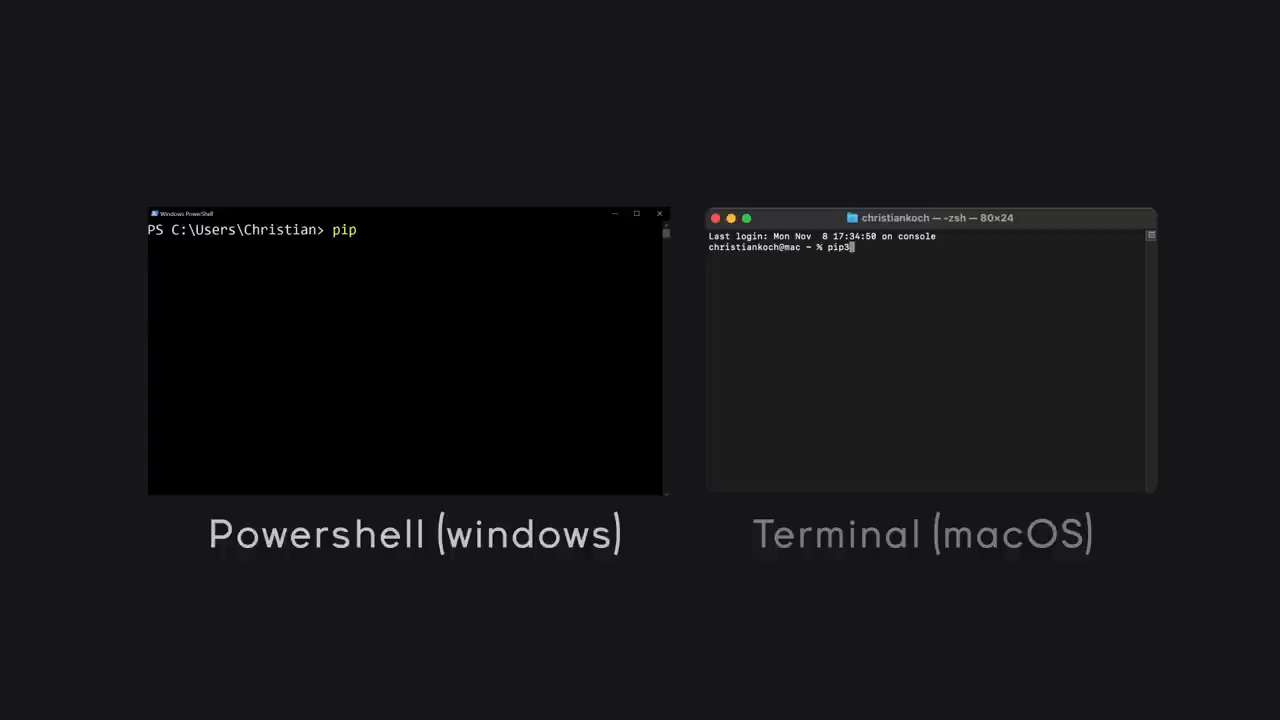 Windows PowerShell
PS C:\Users\Christian> pip
christiankoch — -zsh — 80×24
Last login: Mon Nov  8 17:34:50 on console
christiankoch@mac ~ % pip3
Powershell (windows)
Terminal (macOS)